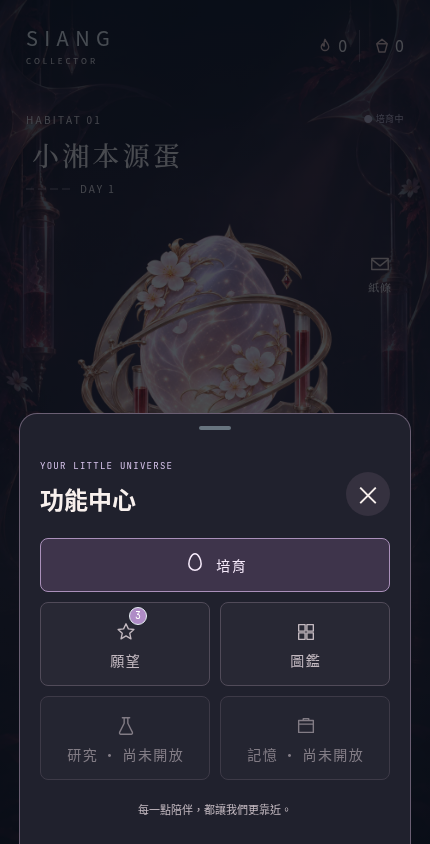 SIANG
COLLECTOR
0
0
HABITAT 01
培育中
小湘本源蛋
DAY 1
紙條
YOUR LITTLE UNIVERSE
功能中心
培育
3
願望
圖鑑
研究 · 尚未開放
記憶 · 尚未開放
每一點陪伴，都讓我們更靠近。